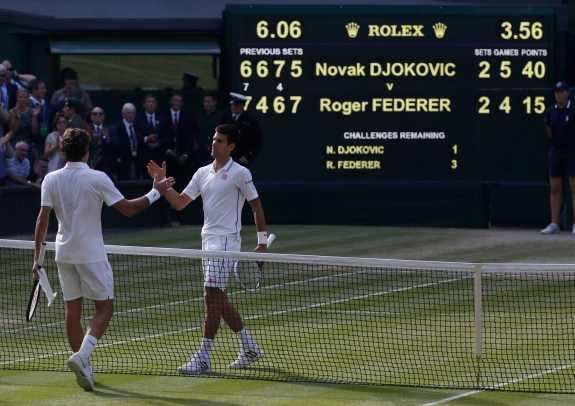 6.06 ROLEX 3.56
PREVIOUS SETS SETS GAMES POINTS
6 6 7 5 Novak DJOKOVIC 2 5 40
7 4 v
7 4 6 7 Roger FEDERER 2 4 15
CHALLENGES REMAINING
N. DJOKOVIC 1
R. FEDERER 3